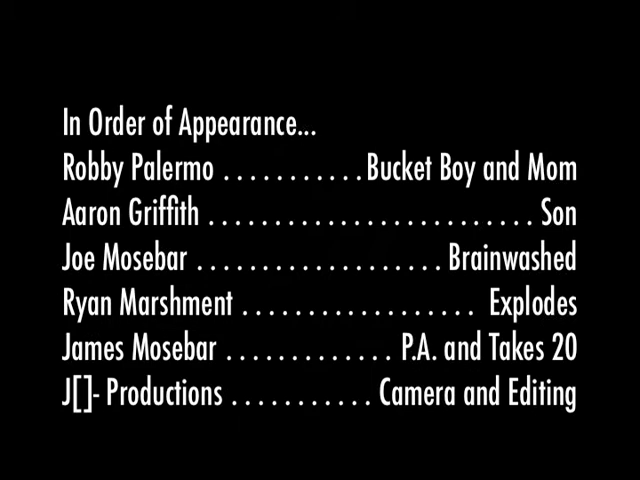 In Order of Appearance...
Robby Palermo . . . . . . . . . . . Bucket Boy and Mom
Aaron Griffith . . . . . . . . . . . . . . . . . . . . . . . . . Son
Joe Mosebar . . . . . . . . . . . . . . . . . . . Brainwashed
Ryan Marshment . . . . . . . . . . . . . . . . . . Explodes
James Mosebar . . . . . . . . . . . . . P.A. and Takes 20
J[]- Productions . . . . . . . . . . . Camera and Editing